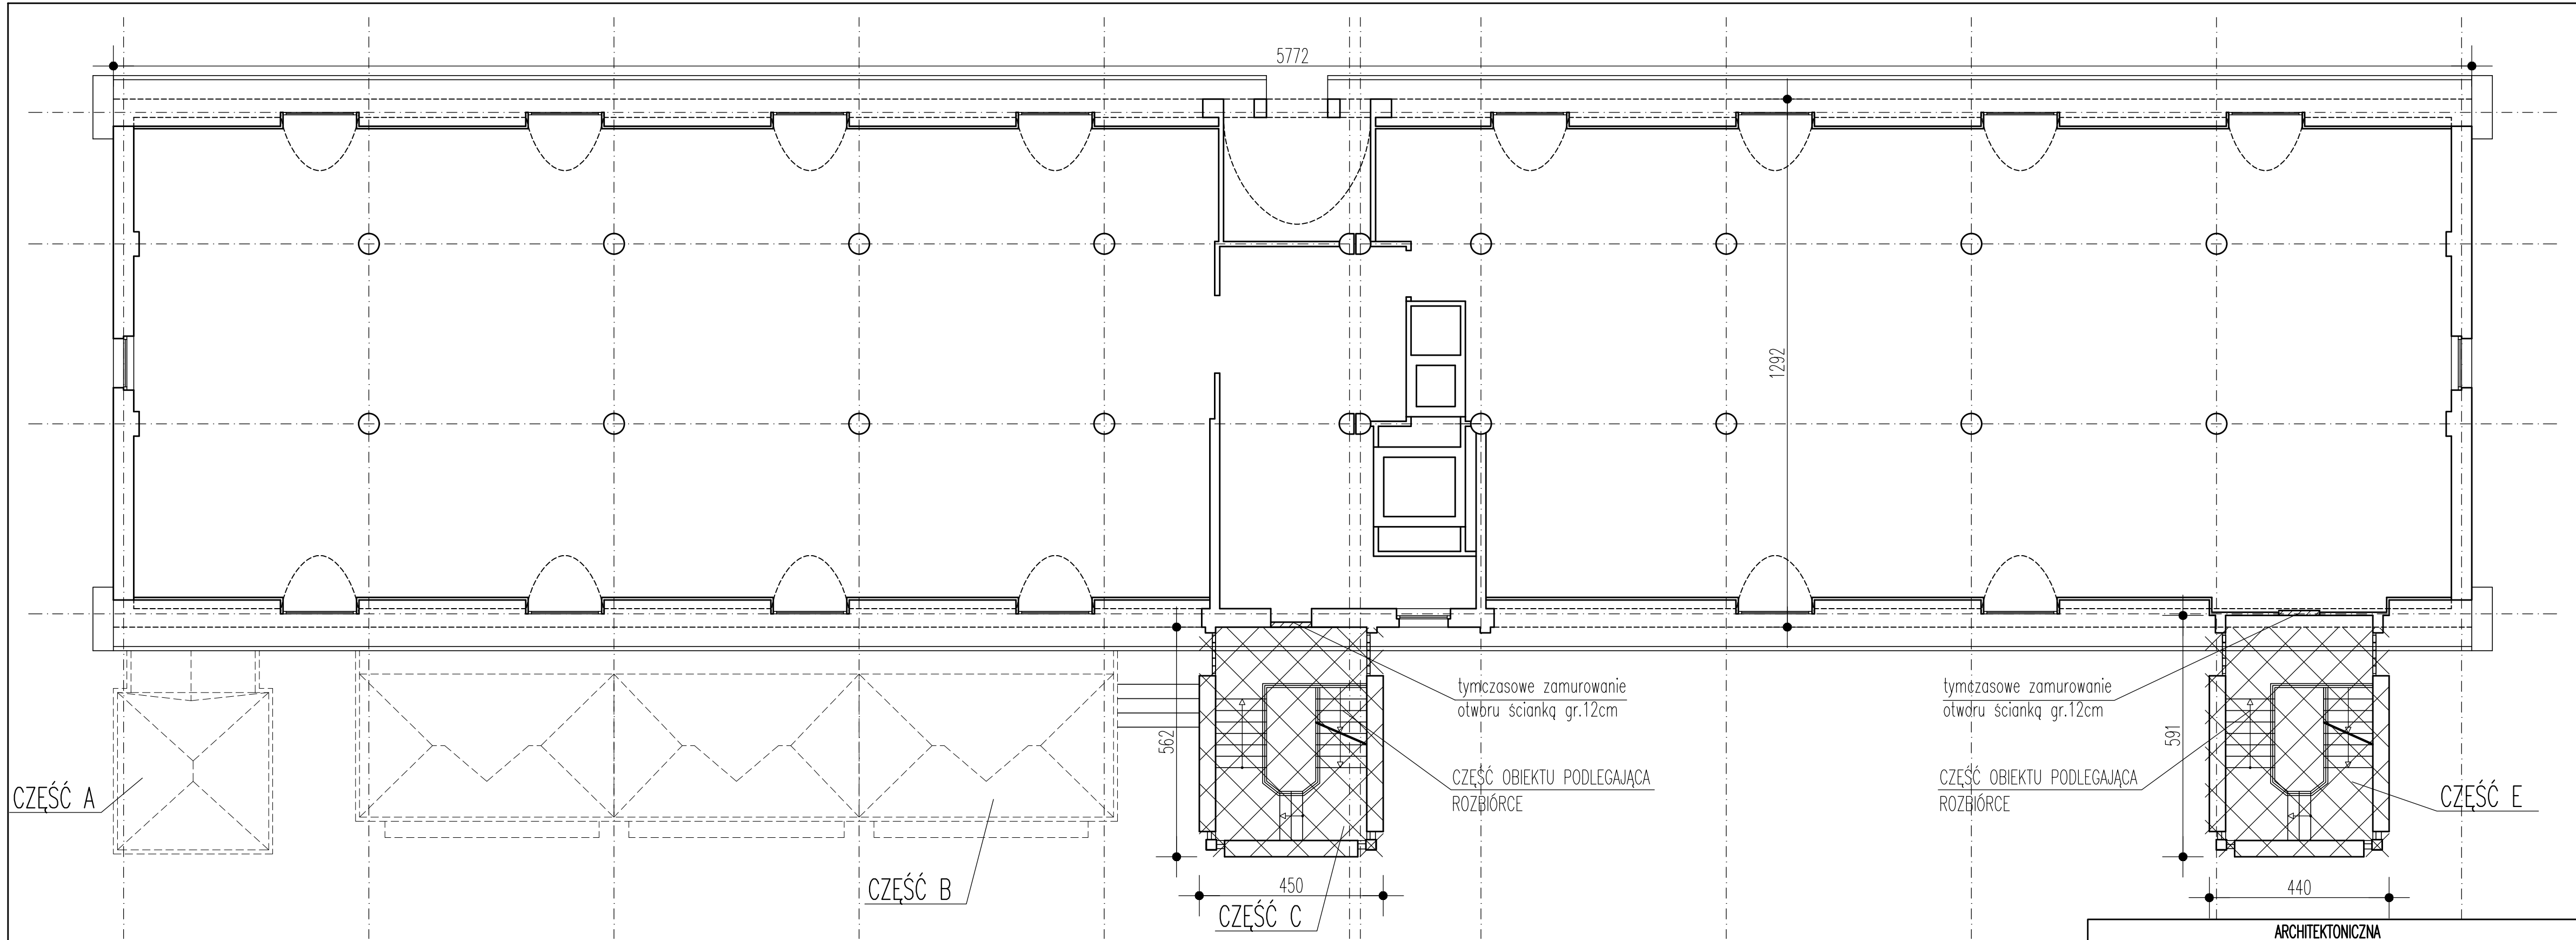 5772
1292
tymczasowe zamurowanie
otworu ścianką gr.12cm
tymczasowe zamurowanie
otworu ścianką gr.12cm
562
591
CZĘŚĆ OBIEKTU PODLEGAJĄCA
ROZBIÓRCE
CZĘŚĆ OBIEKTU PODLEGAJĄCA
ROZBIÓRCE
CZĘŚĆ A
CZĘŚĆ E
CZĘŚĆ B
450
440
CZĘŚĆ C
ARCHITEKTONICZNA